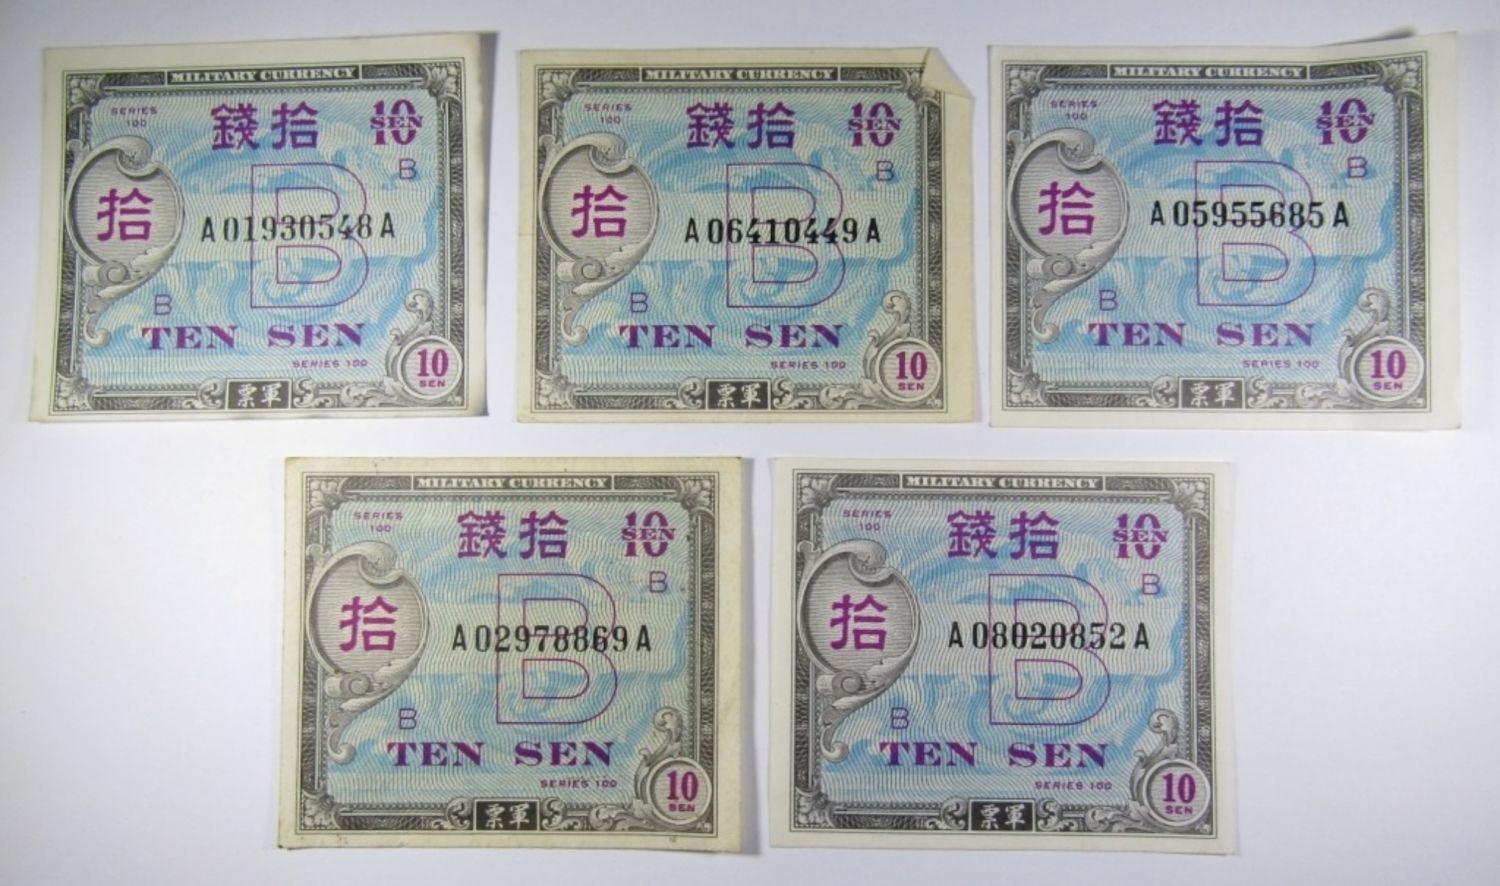 MILITARY CURRENCY
SERIES 100
錢拾
10 SEN
B
拾
A01930548A
B
B
TEN SEN
SERIES 100
10 SEN
票軍
MILITARY CURRENCY
SERIES 100
錢拾
10 SEN
B
拾
A06410449A
B
B
TEN SEN
SERIES 100
10 SEN
票軍
MILITARY CURRENCY
SERIES 100
錢拾
10 SEN
B
拾
A05955685A
B
B
TEN SEN
SERIES 100
10 SEN
票軍
MILITARY CURRENCY
SERIES 100
錢拾
10 SEN
B
拾
A02978869A
B
B
TEN SEN
SERIES 100
10 SEN
票軍
MILITARY CURRENCY
SERIES 100
錢拾
10 SEN
B
拾
A08020852A
B
B
TEN SEN
SERIES 100
10 SEN
票軍